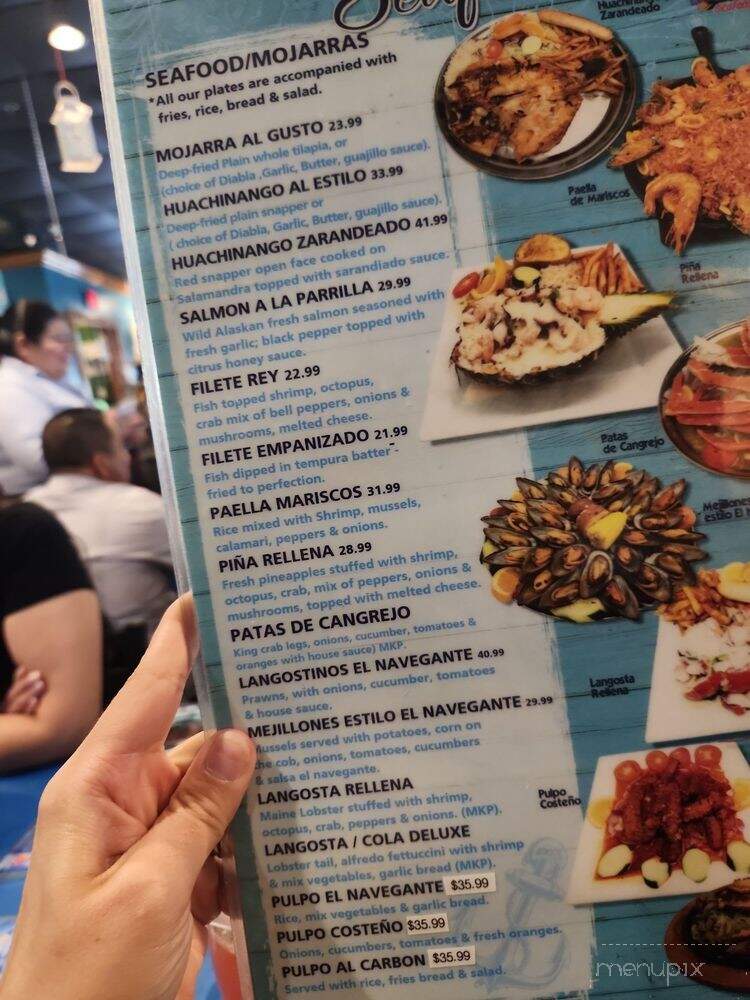 SEAFOOD/MOJARRAS
*All our plates are accompanied with
fries, rice, bread & salad.
MOJARRA AL GUSTO 23.99
Deep-fried Plain whole tilapia, or
(choice of Diabla ,Garlic, Butter, guajillo sauce).
HUACHINANGO AL ESTILO 33.99
Deep-fried plain snapper or
( choice of Diabla, Garlic, Butter, guajillo sauce).
HUACHINANGO ZARANDEADO 41.99
Red snapper open face cooked on
Salamandra topped with sarandiado sauce.
SALMON A LA PARRILLA 29.99
Wild Alaskan fresh salmon seasoned with
fresh garlic; black pepper topped with
citrus honey sauce.
FILETE REY 22.99
Fish topped shrimp, octopus,
crab mix of bell peppers, onions &
mushrooms, melted cheese.
FILETE EMPANIZADO 21.99
Fish dipped in tempura batter
fried to perfection.
PAELLA MARISCOS 31.99
Rice mixed with Shrimp, mussels,
calamari, peppers & onions.
PIÑA RELLENA 28.99
Fresh pineapples stuffed with shrimp,
octopus, crab, mix of peppers, onions &
mushrooms, topped with melted cheese.
PATAS DE CANGREJO
King crab legs, onions, cucumber, tomatoes &
oranges with house sauce) MKP.
LANGOSTINOS EL NAVEGANTE 40.99
Prawns, with onions, cucumber, tomatoes
& house sauce.
MEJILLONES ESTILO EL NAVEGANTE 29.99
Mussels served with potatoes, corn on
the cob, onions, tomatoes, cucumbers
& salsa el navegante.
LANGOSTA RELLENA
Maine Lobster stuffed with shrimp,
octopus, crab, peppers & onions. (MKP).
LANGOSTA / COLA DELUXE
Lobster tail, alfredo fettuccini with shrimp
& mix vegetables, garlic bread (MKP).
PULPO EL NAVEGANTE $35.99
Rice, mix vegetables & garlic bread.
PULPO COSTEÑO $35.99
Onions, cucumbers, tomatoes & fresh oranges.
PULPO AL CARBON $35.99
Served with rice, fries bread & salad.
Huachinango
Zarandeado
Paella
de Mariscos
Piña
Rellena
Patas
de Cangrejo
Mejillones
estilo El
Langosta
Rellena
Pulpo
Costeño
menupix